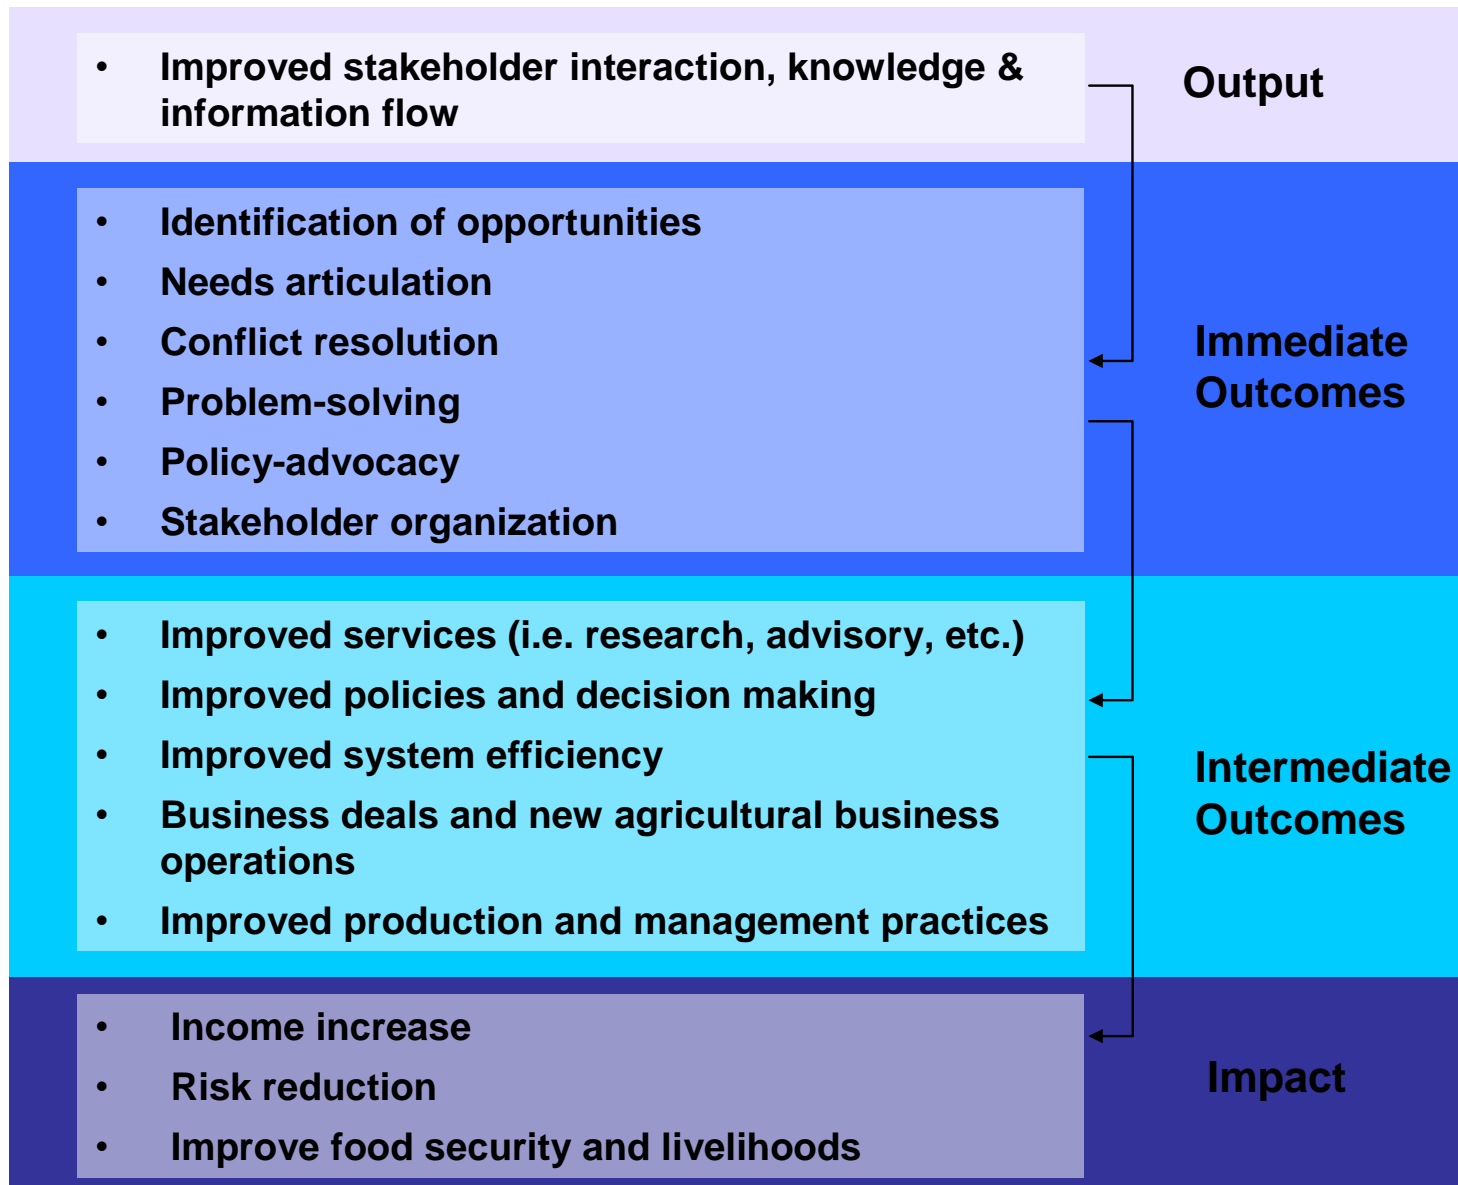 • Improved stakeholder interaction, knowledge &
information flow
Output
• Identification of opportunities
• Needs articulation
• Conflict resolution
• Problem-solving
• Policy-advocacy
• Stakeholder organization
Immediate
Outcomes
• Improved services (i.e. research, advisory, etc.)
• Improved policies and decision making
• Improved system efficiency
• Business deals and new agricultural business
operations
• Improved production and management practices
Intermediate
Outcomes
• Income increase
• Risk reduction
• Improve food security and livelihoods
Impact